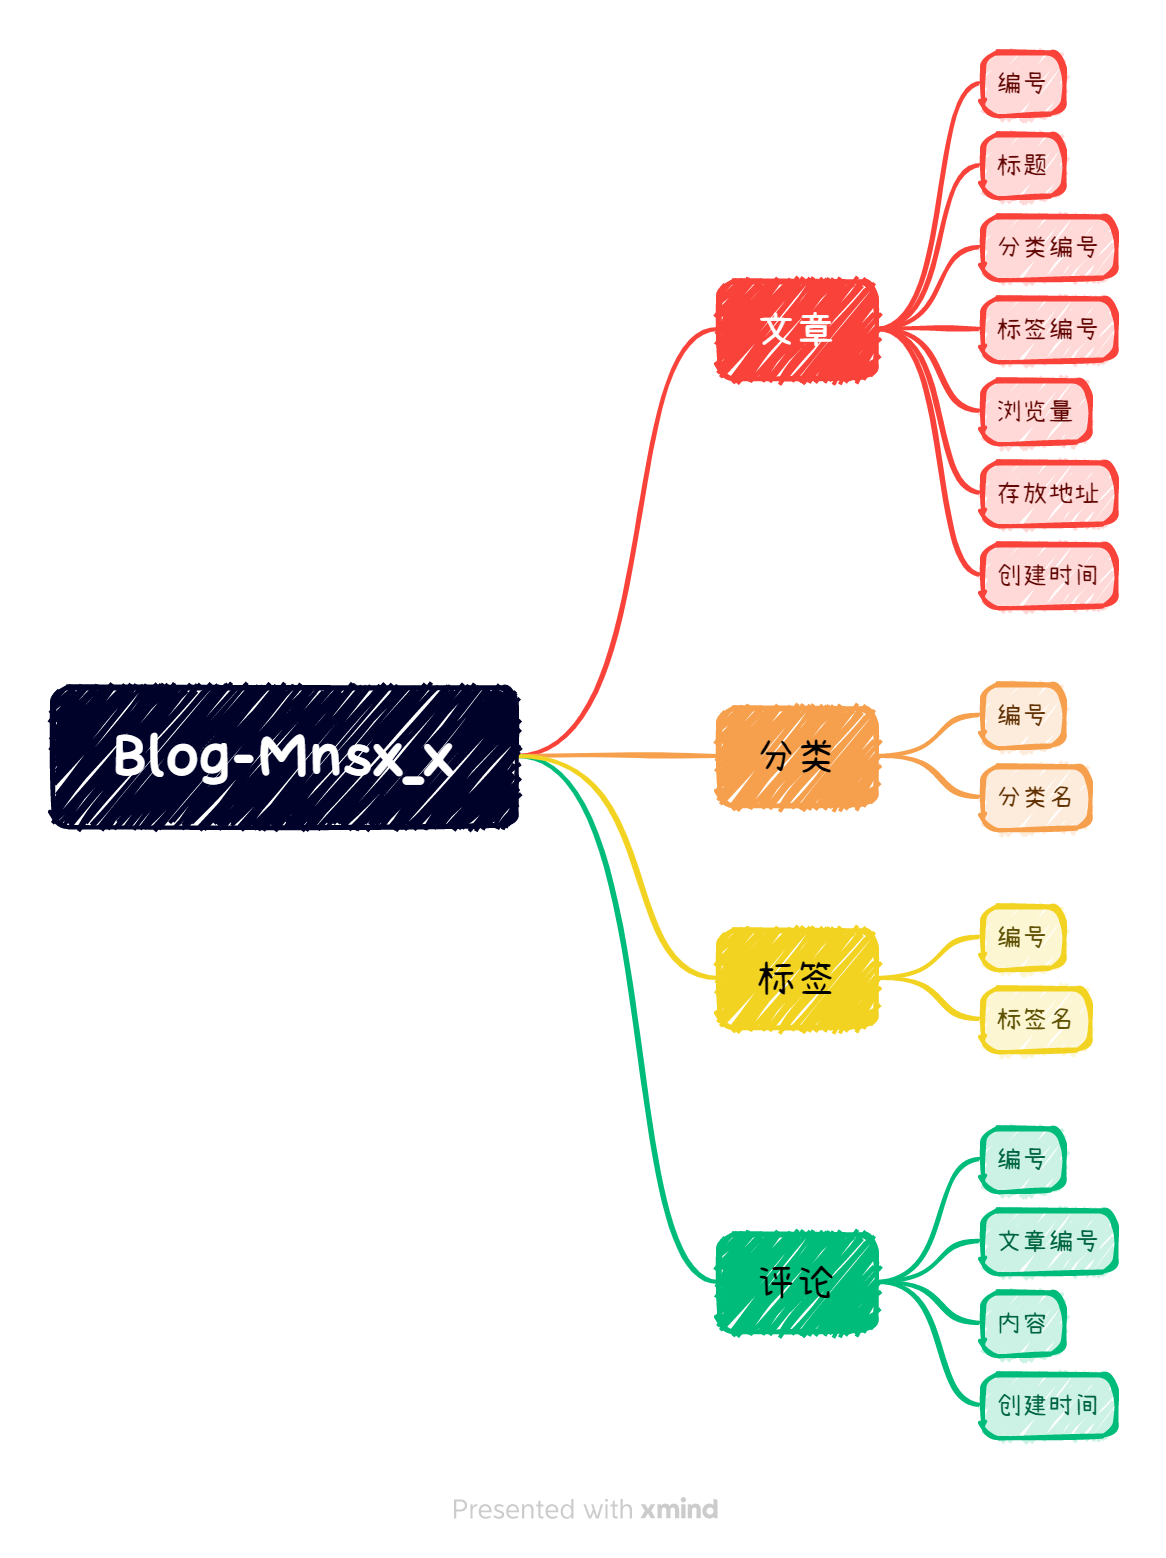 Blog-Mnsx_x
文章
编号
标题
分类编号
标签编号
浏览量
存放地址
创建时间
分类
编号
分类名
标签
编号
标签名
评论
编号
文章编号
内容
创建时间
Presented with xmind